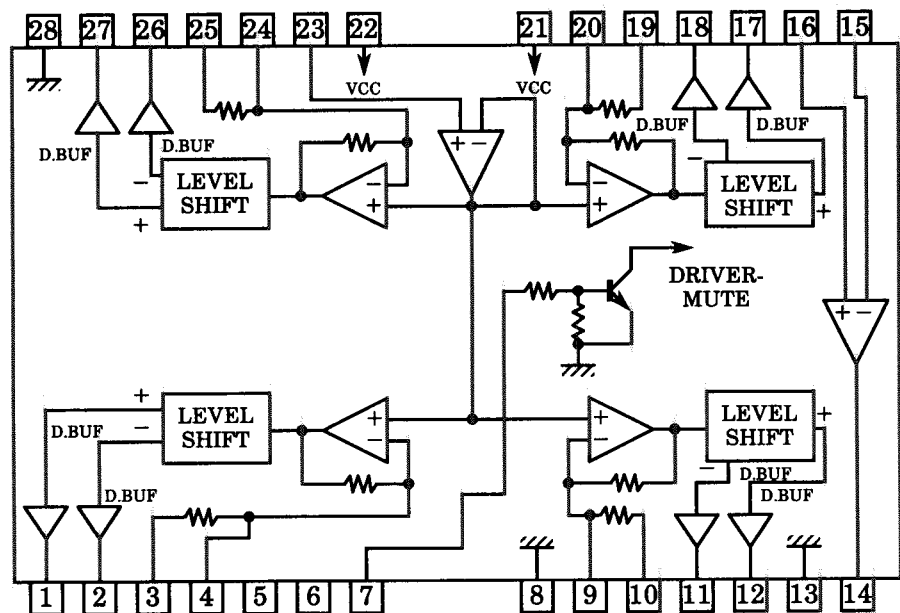 28 27 26 25 24 23 22 21 20 19 18 17 16 15
VCC VCC
D.BUF D.BUF D.BUF D.BUF
+ −
− LEVEL SHIFT +
−
+
−
+
− LEVEL SHIFT +
DRIVER-
MUTE
+ −
+ LEVEL SHIFT −
+
−
+
−
LEVEL SHIFT +
−
D.BUF D.BUF D.BUF D.BUF
1 2 3 4 5 6 7 8 9 10 11 12 13 14